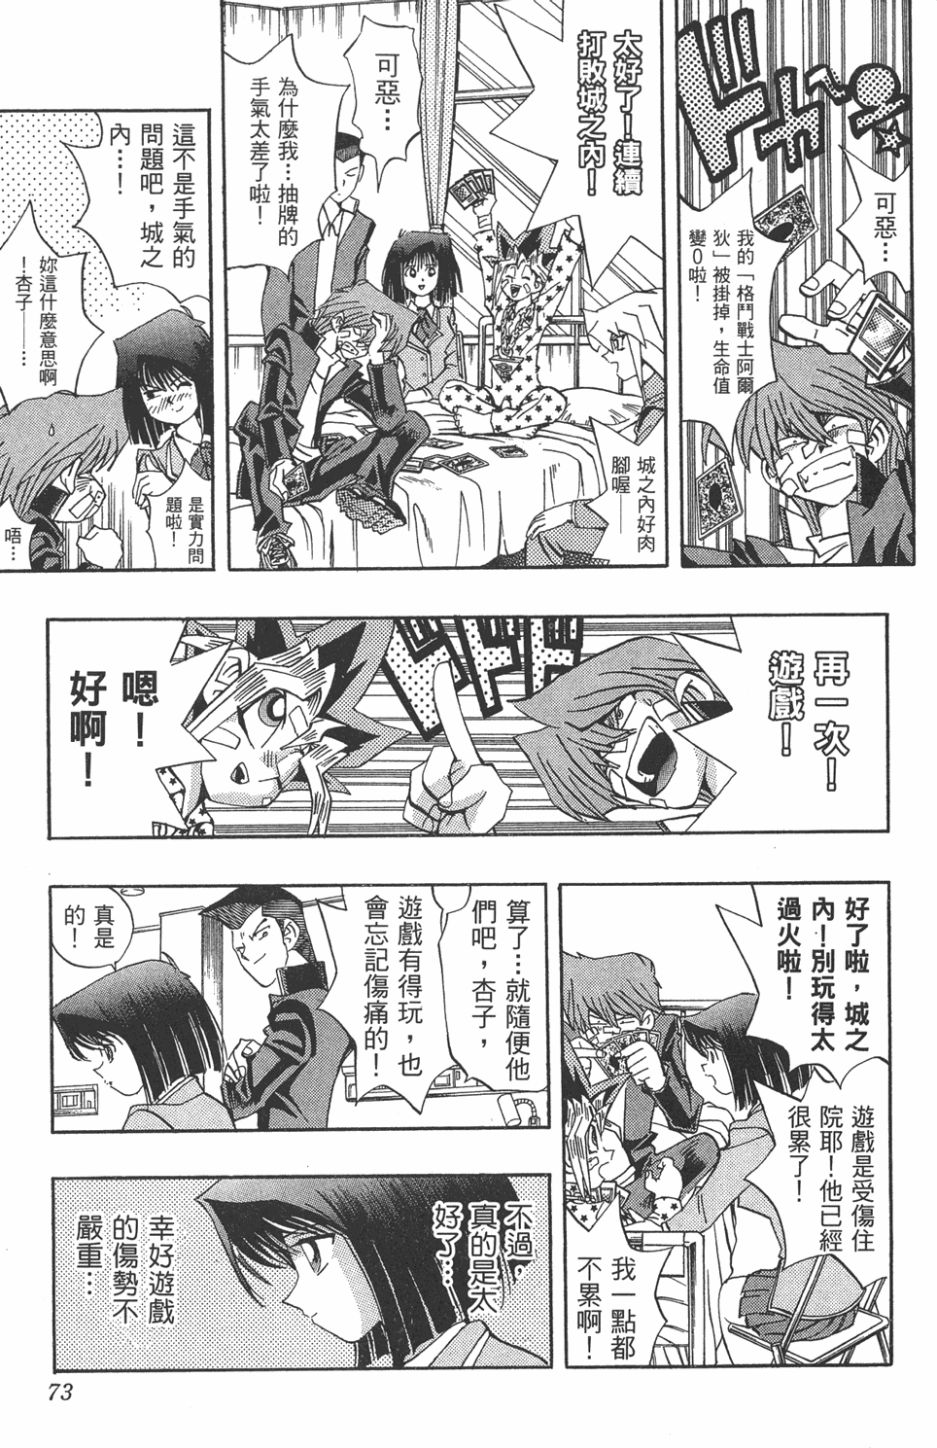 ドカーン
可惡…
我的「格鬥戰士阿爾
狄」被掛掉，生命值
變0啦！
太好了！連續
打敗城之內！
可惡…
為什麼我…抽牌的
手氣太差了啦！
城之內好肉
腳喔
這不是手氣的
問題吧，城之
內…！
是實力問
題啦！
妳這什麼意思啊
！杏子……
唔…
再一次！
遊戲！
ドドド
嗯！
好啊！
好了啦，城之
內！別玩得太
過火啦！
遊戲是受傷住
院耶！他已經
很累了！
我一點都
不累啊！
算了…就隨便他
們吧，杏子，
遊戲有得玩，也
會忘記傷痛的！
真是
的！
不過，
真的是太
好了…
幸好遊戲
的傷勢不
嚴重…
73